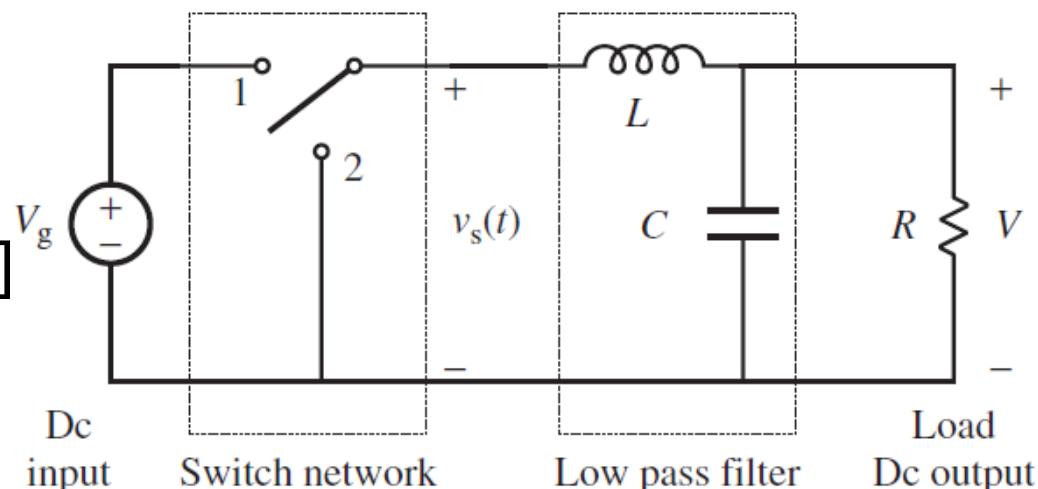 1
+
L
+
2
Vg
+
−
vs(t)
C
R
V
−
−
Dc
input
Switch network
Low pass filter
Load
Dc output